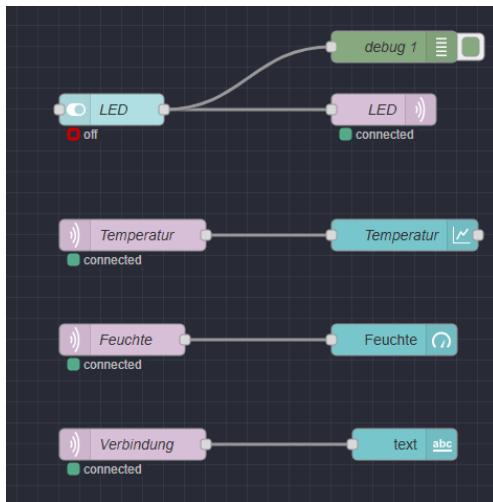 debug 1
LED
LED
off
connected
Temperatur
Temperatur
connected
Feuchte
Feuchte
connected
Verbindung
text
abc
connected